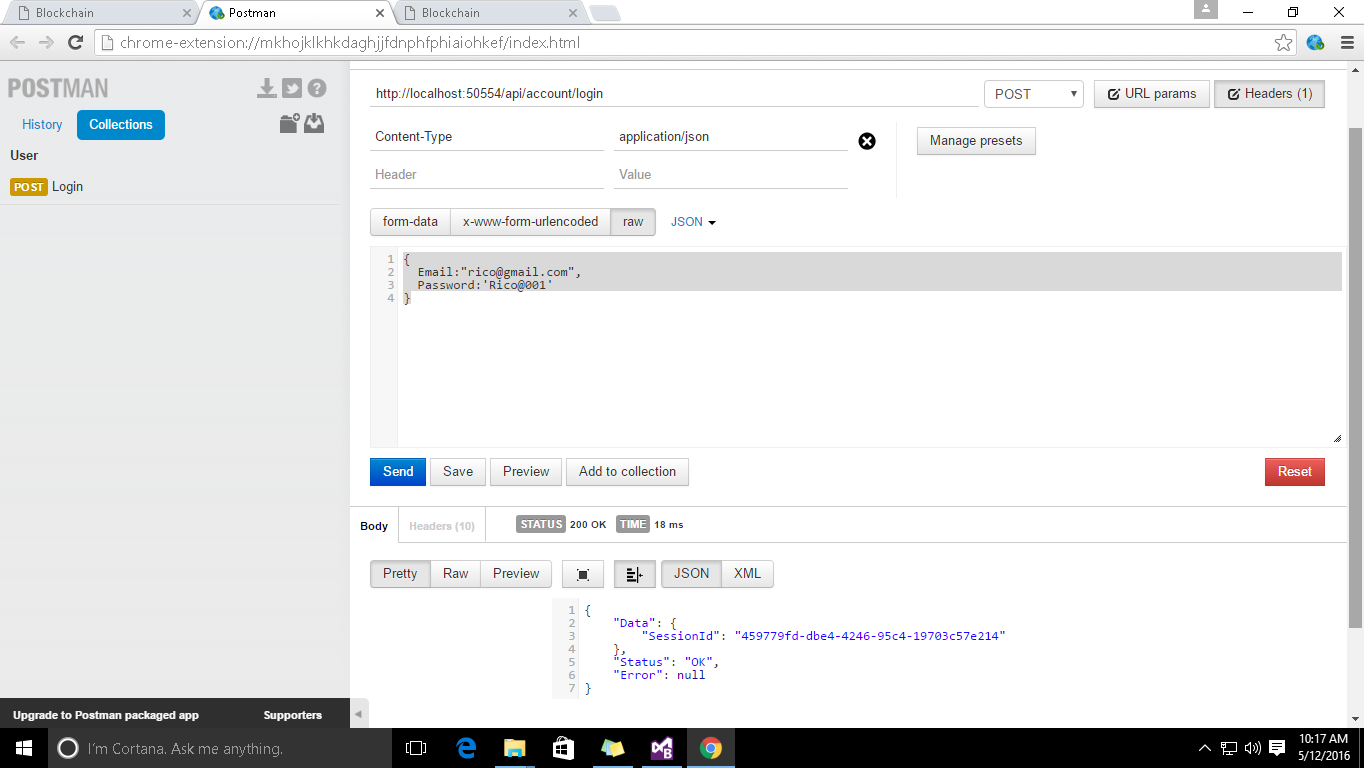 Blockchain
Postman
Blockchain
chrome-extension://mkhojklkhkdaghjjfdnphfphiaiohkef/index.html
POSTMAN
History
Collections
User
POST Login
http://localhost:50554/api/account/login
POST
URL params
Headers (1)
Content-Type
application/json
Manage presets
Header
Value
form-data
x-www-form-urlencoded
raw
JSON
1 {
2 Email:"rico@gmail.com",
3 Password:'Rico@001'
4 }
Send
Save
Preview
Add to collection
Reset
Body
Headers (10)
STATUS 200 OK TIME 18 ms
Pretty
Raw
Preview
JSON
XML
1 {
2 "Data": {
3 "SessionId": "459779fd-dbe4-4246-95c4-19703c57e214"
4 },
5 "Status": "OK",
6 "Error": null
7 }
Upgrade to Postman packaged app
Supporters
I'm Cortana. Ask me anything.
10:17 AM
5/12/2016